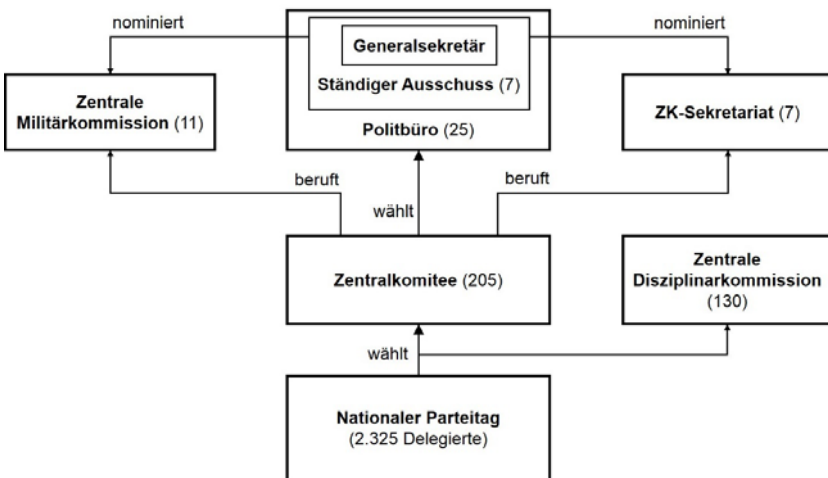 nominiert
nominiert
Generalsekretär
Ständiger Ausschuss (7)
Politbüro (25)
Zentrale
Militärkommission (11)
ZK-Sekretariat (7)
beruft
wählt
beruft
Zentralkomitee (205)
Zentrale
Disziplinarkommission
(130)
wählt
Nationaler Parteitag
(2.325 Delegierte)